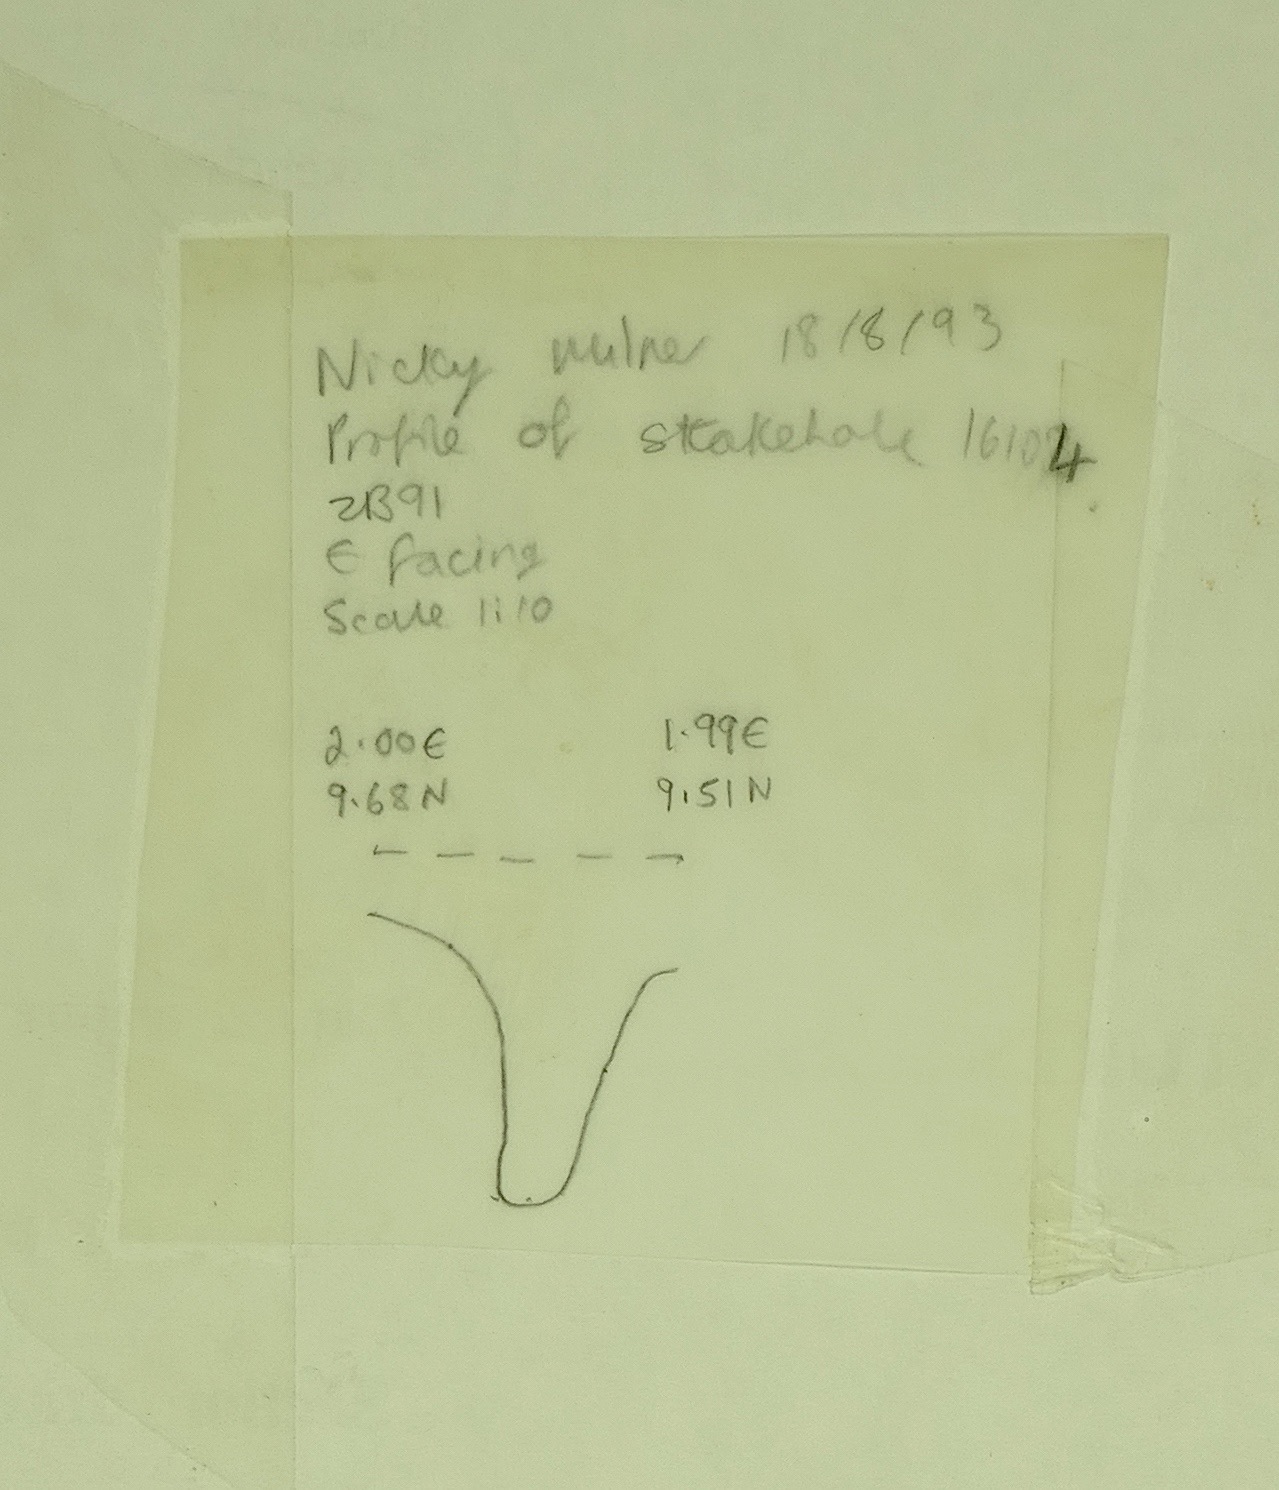 Nicky Milner 18/8/93
Profile of stakehole 16104
2B91
E facing
Scale 1:10
2.00E 1.99E
9.68N 9.51N